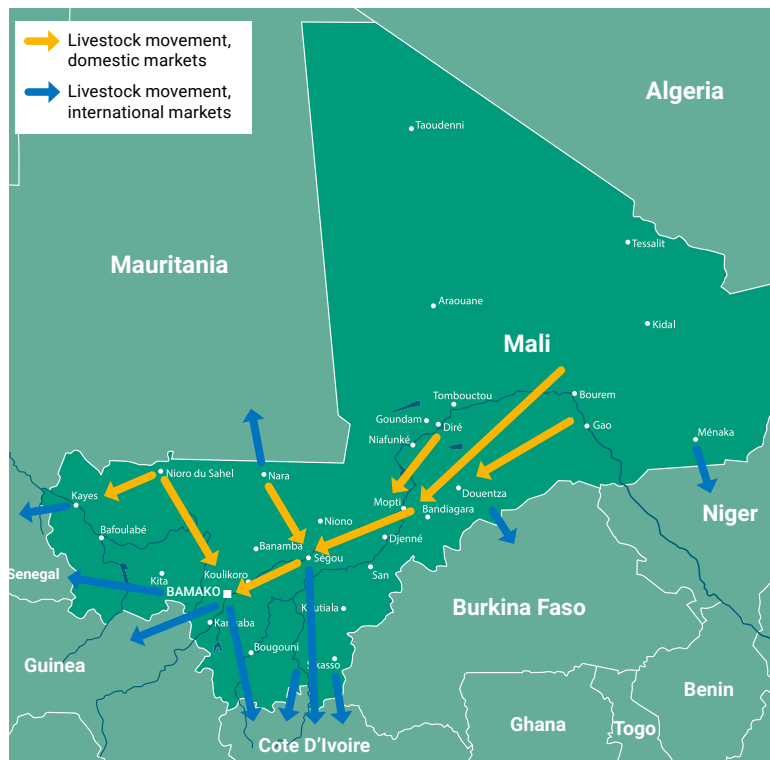 Livestock movement,
domestic markets
Livestock movement,
international markets
Algeria
Taoudenni
Mauritania
Tessalit
Araouane
Kidal
Mali
Tombouctou
Bourem
Goundam
Diré
Gao
Niafunké
Ménaka
Nioro du Sahel
Nara
Kayes
Douentza
Mopti
Bandiagara
Niger
Niono
Bafoulabé
Djenné
Banamba
Ségou
Senegal
Kita
Koulikoro
San
BAMAKO
Burkina Faso
Koutiala
Kangaba
Guinea
Bougouni
Sikasso
Benin
Ghana
Togo
Cote D'Ivoire